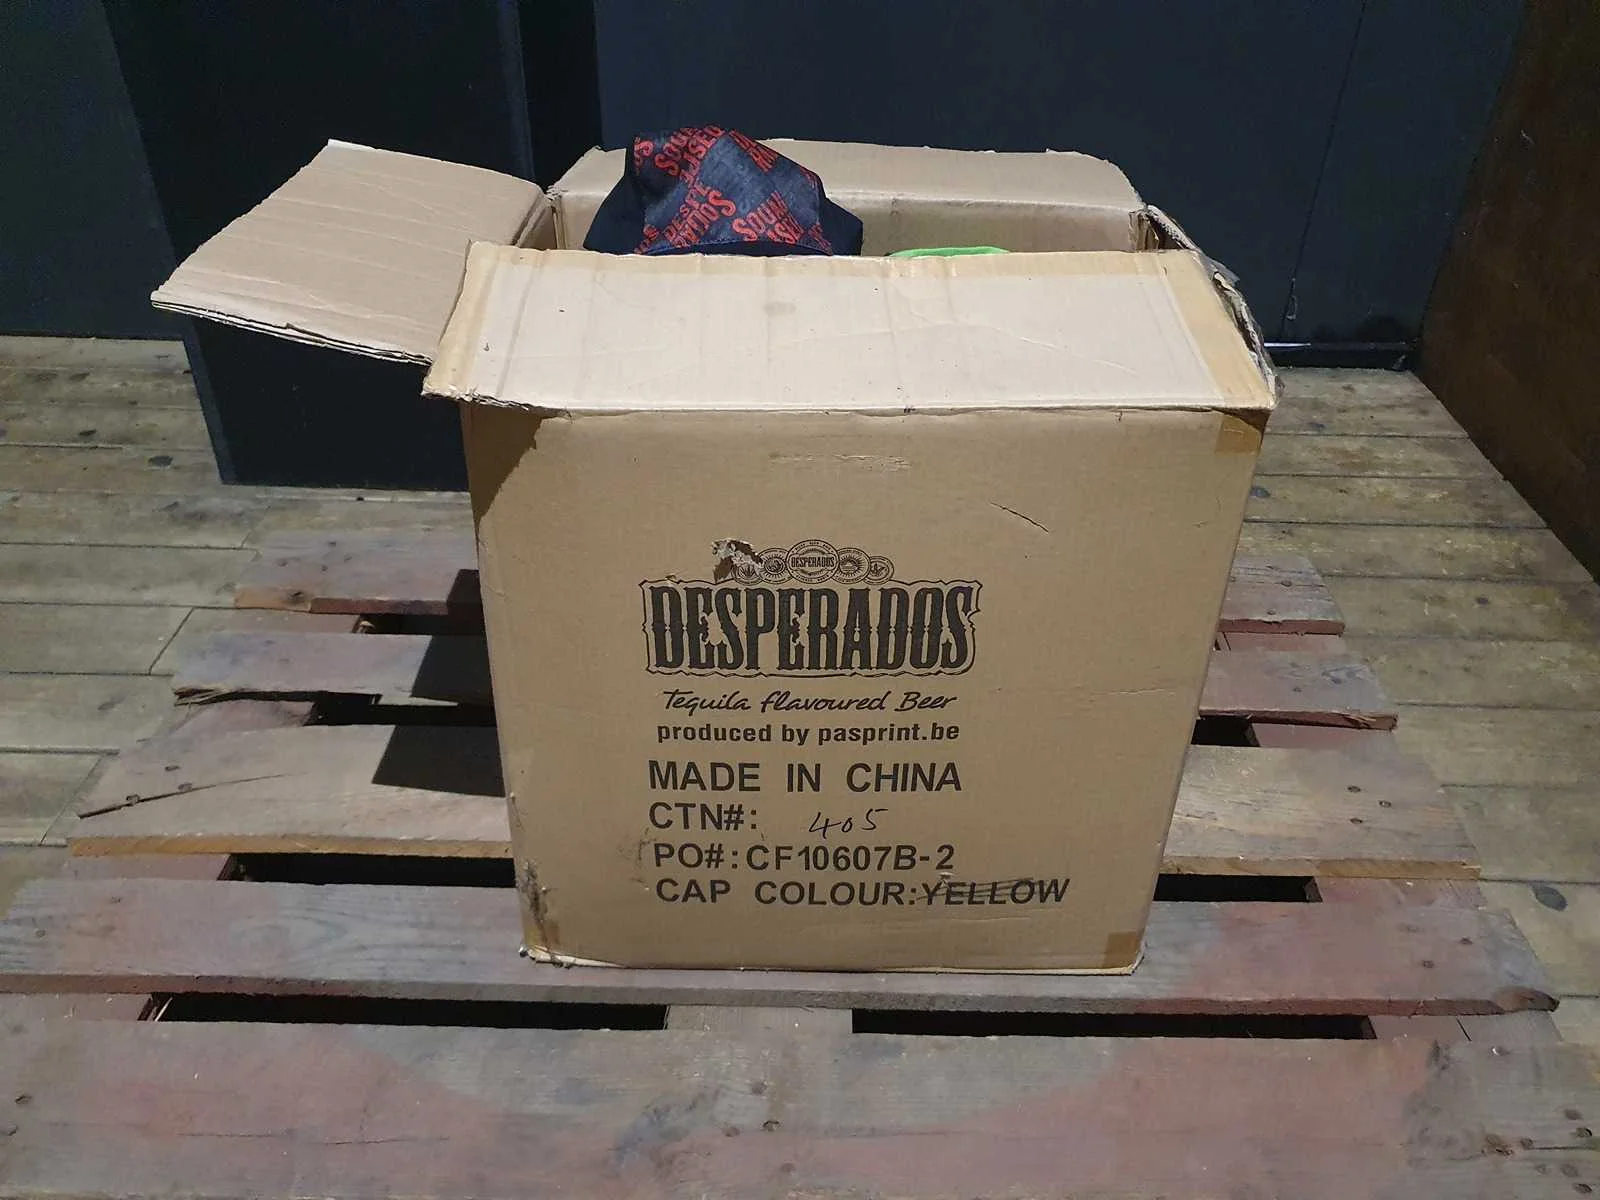 DESPERADOS
DESPERADOS
Tequila flavoured Beer
produced by pasprint.be
MADE IN CHINA
CTN#: 405
PO#:CF10607B-2
CAP COLOUR:YELLOW